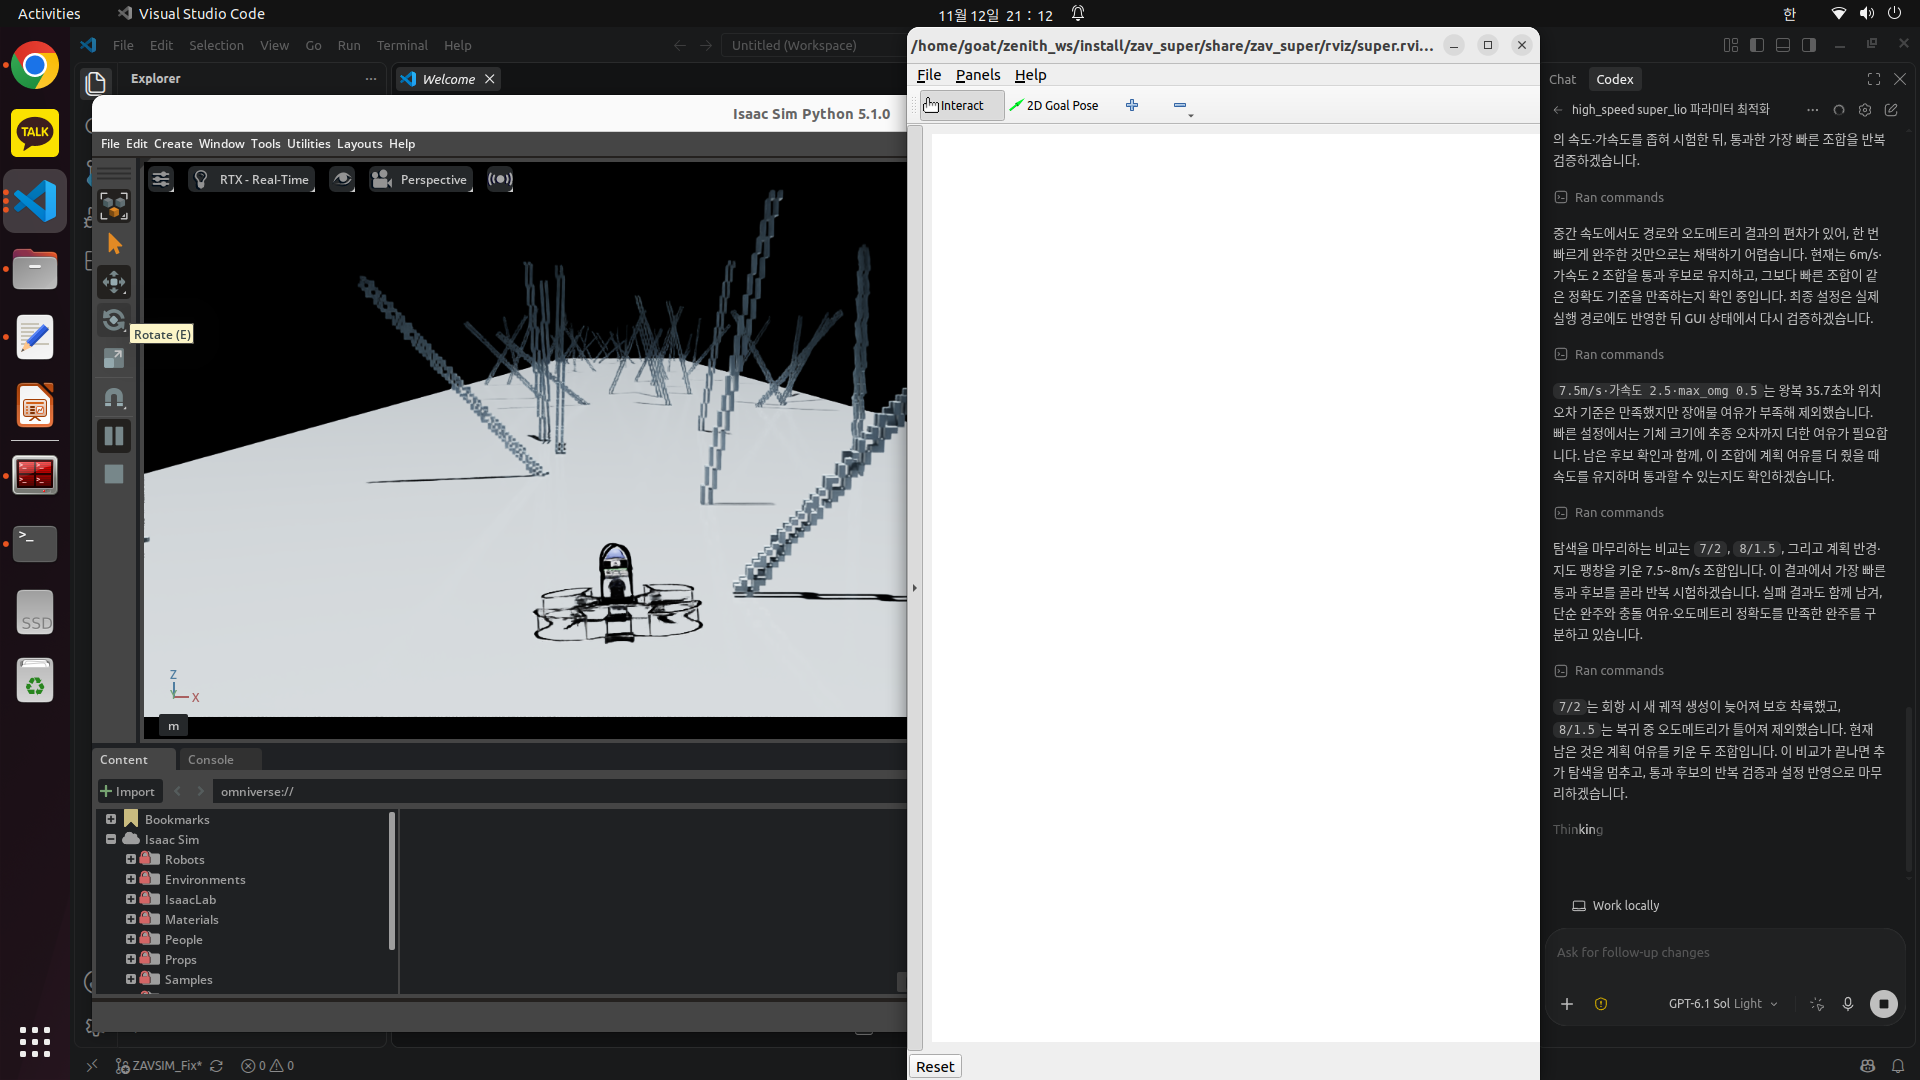 Activities
Visual Studio Code
11월 12일 21 : 12
한
File Edit Selection View Go Run Terminal Help
Untitled (Workspace)
Explorer
Welcome
Isaac Sim Python 5.1.0
File Edit Create Window Tools Utilities Layouts Help
RTX - Real-Time
Perspective
Rotate (E)
Z
Y
X
m
Content
Console
Import
omniverse://
Bookmarks
Isaac Sim
Robots
Environments
IsaacLab
Materials
People
Props
Samples
TALK
SSD
ZAVSIM_Fix*
0
0
/home/goat/zenith_ws/install/zav_super/share/zav_super/rviz/super.rvi...
File Panels Help
Interact
2D Goal Pose
Reset
Chat
Codex
high_speed super_lio 파라미터 최적화
의 속도·가속도를 좁혀 시험한 뒤, 통과한 가장 빠른 조합을 반복
검증하겠습니다.
Ran commands
중간 속도에서도 경로와 오도메트리 결과의 편차가 있어, 한 번
빠르게 완주한 것만으로는 채택하기 어렵습니다. 현재는 6m/s·
가속도 2 조합을 통과 후보로 유지하고, 그보다 빠른 조합이 같
은 정확도 기준을 만족하는지 확인 중입니다. 최종 설정은 실제
실행 경로에도 반영한 뒤 GUI 상태에서 다시 검증하겠습니다.
Ran commands
7.5m/s·가속도 2.5·max_omg 0.5 는 왕복 35.7초와 위치
오차 기준은 만족했지만 장애물 여유가 부족해 제외했습니다.
빠른 설정에서는 기체 크기에 추종 오차까지 더한 여유가 필요합
니다. 남은 후보 확인과 함께, 이 조합에 계획 여유를 더 줬을 때
속도를 유지하며 통과할 수 있는지도 확인하겠습니다.
Ran commands
탐색을 마무리하는 비교는 7/2 , 8/1.5 , 그리고 계획 반경·
지도 팽창을 키운 7.5~8m/s 조합입니다. 이 결과에서 가장 빠른
통과 후보를 골라 반복 시험하겠습니다. 실패 결과도 함께 남겨,
단순 완주와 충돌 여유·오도메트리 정확도를 만족한 완주를 구
분하고 있습니다.
Ran commands
7/2 는 회항 시 새 궤적 생성이 늦어져 보호 착륙했고,
8/1.5 는 복귀 중 오도메트리가 틀어져 제외했습니다. 현재
남은 것은 계획 여유를 키운 두 조합입니다. 이 비교가 끝나면 추
가 탐색을 멈추고, 통과 후보의 반복 검증과 설정 반영으로 마무
리하겠습니다.
Thinking
Work locally
Ask for follow-up changes
GPT-6.1 Sol Light